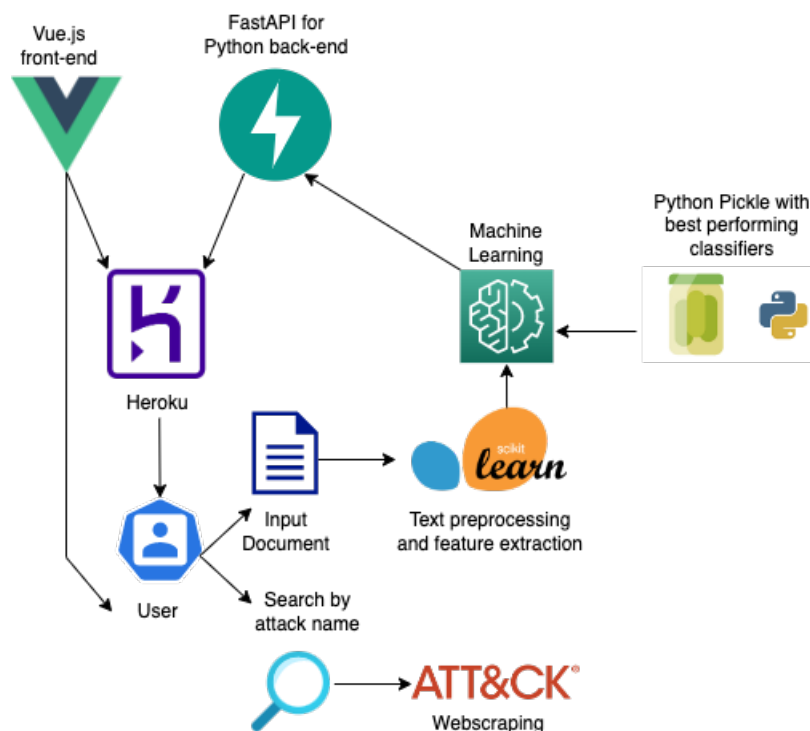 Vue.js
front-end
FastAPI for
Python back-end
Machine
Learning
Python Pickle with
best performing
classifiers
Heroku
Input
Document
scikit
learn
Text preprocessing
and feature extraction
User
Search by
attack name
ATT&CK®
Webscraping